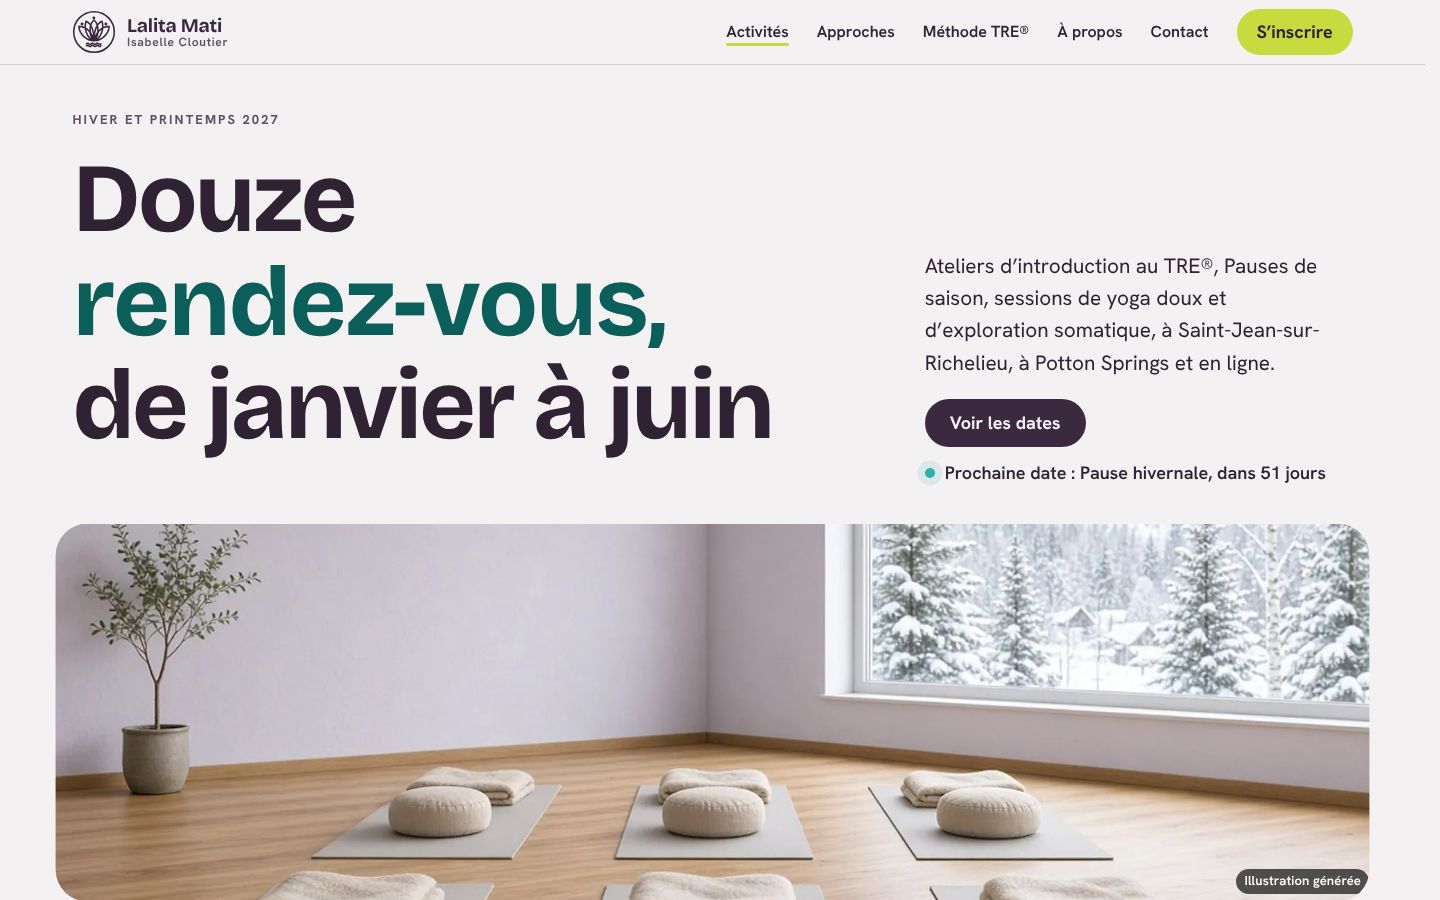 Lalita Mati
Isabelle Cloutier
Activités
Approches
Méthode TRE®
À propos
Contact
S’inscrire
HIVER ET PRINTEMPS 2027
Douze
rendez-vous,
de janvier à juin
Ateliers d’introduction au TRE®, Pauses de
saison, sessions de yoga doux et
d’exploration somatique, à Saint-Jean-sur-
Richelieu, à Potton Springs et en ligne.
Voir les dates
Prochaine date : Pause hivernale, dans 51 jours
Illustration générée